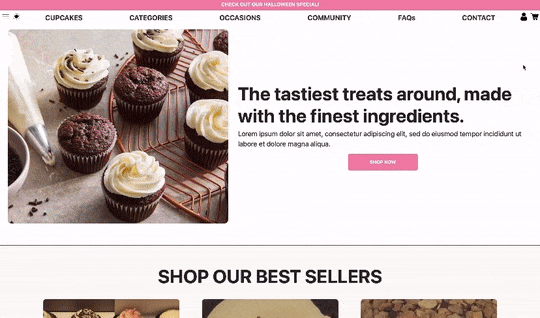 CHECK OUT OUR HALLOWEEN SPECIAL!
CUPCAKES CATEGORIES OCCASIONS COMMUNITY FAQs CONTACT
The tastiest treats around, made
with the finest ingredients.
Lorem ipsum dolor sit amet, consectetur adipiscing elit, sed do eiusmod tempor incididunt ut
labore et dolore magna aliqua.
SHOP NOW
SHOP OUR BEST SELLERS